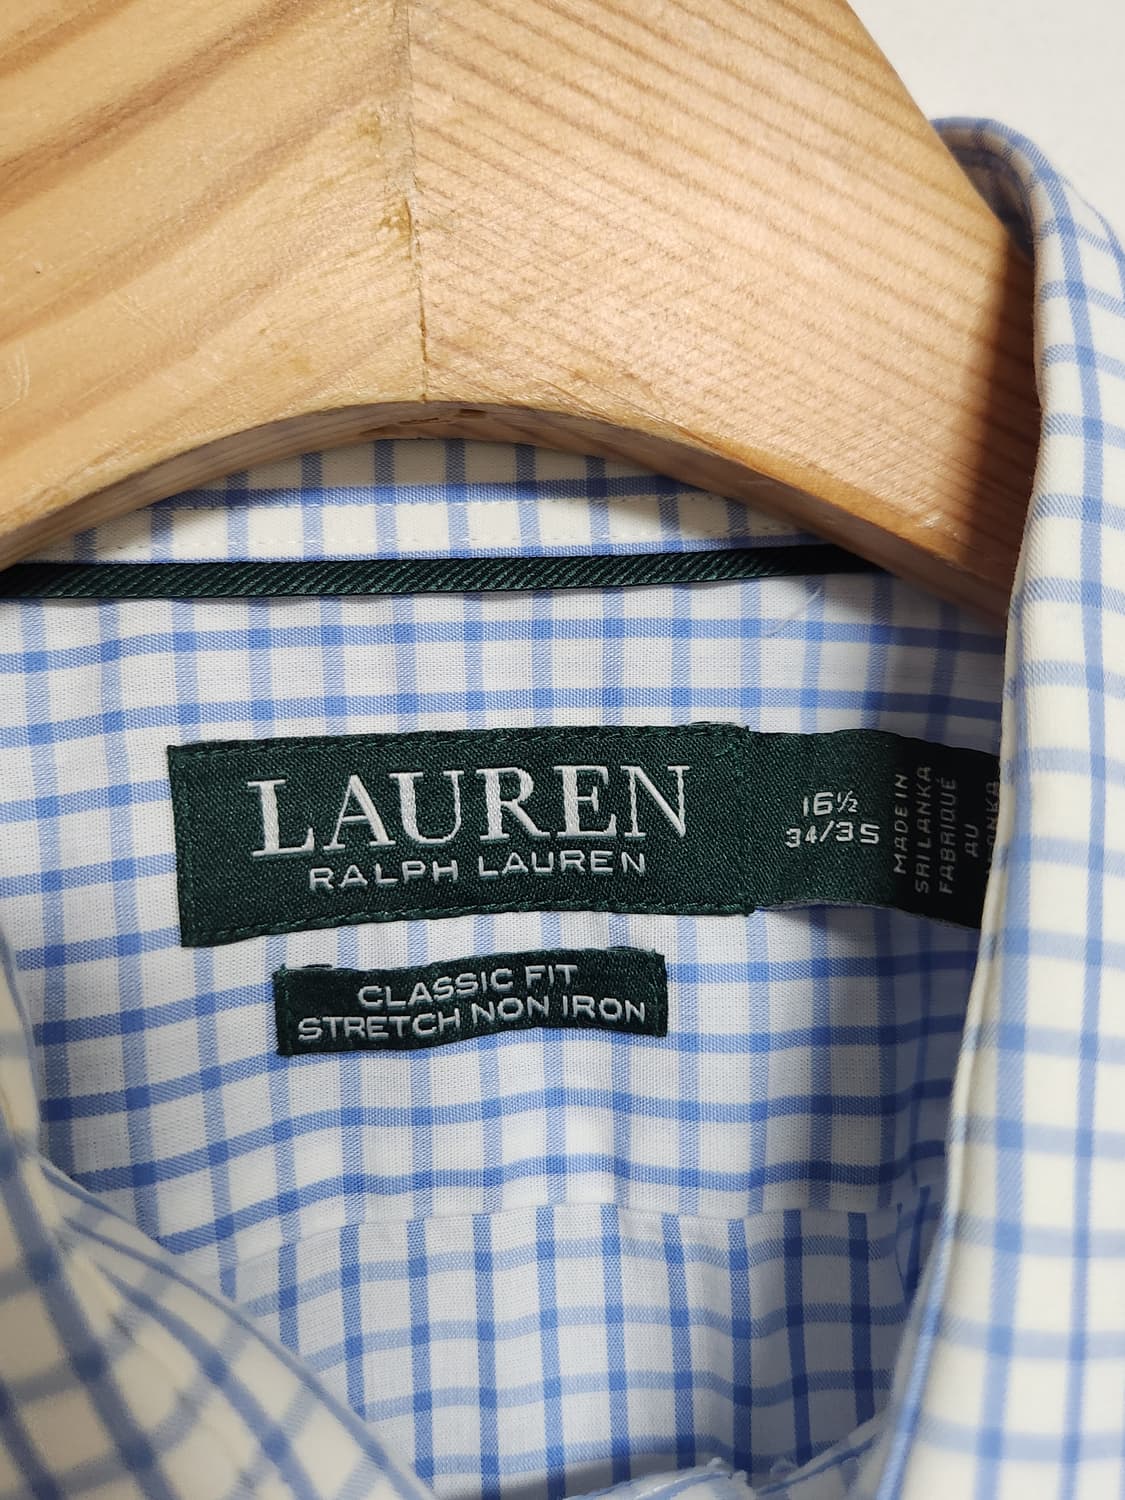 LAUREN
RALPH LAUREN
16½
34/35
MADE IN
SRI LANKA
FABRIQUÉ
AU
CLASSIC FIT
STRETCH NON IRON